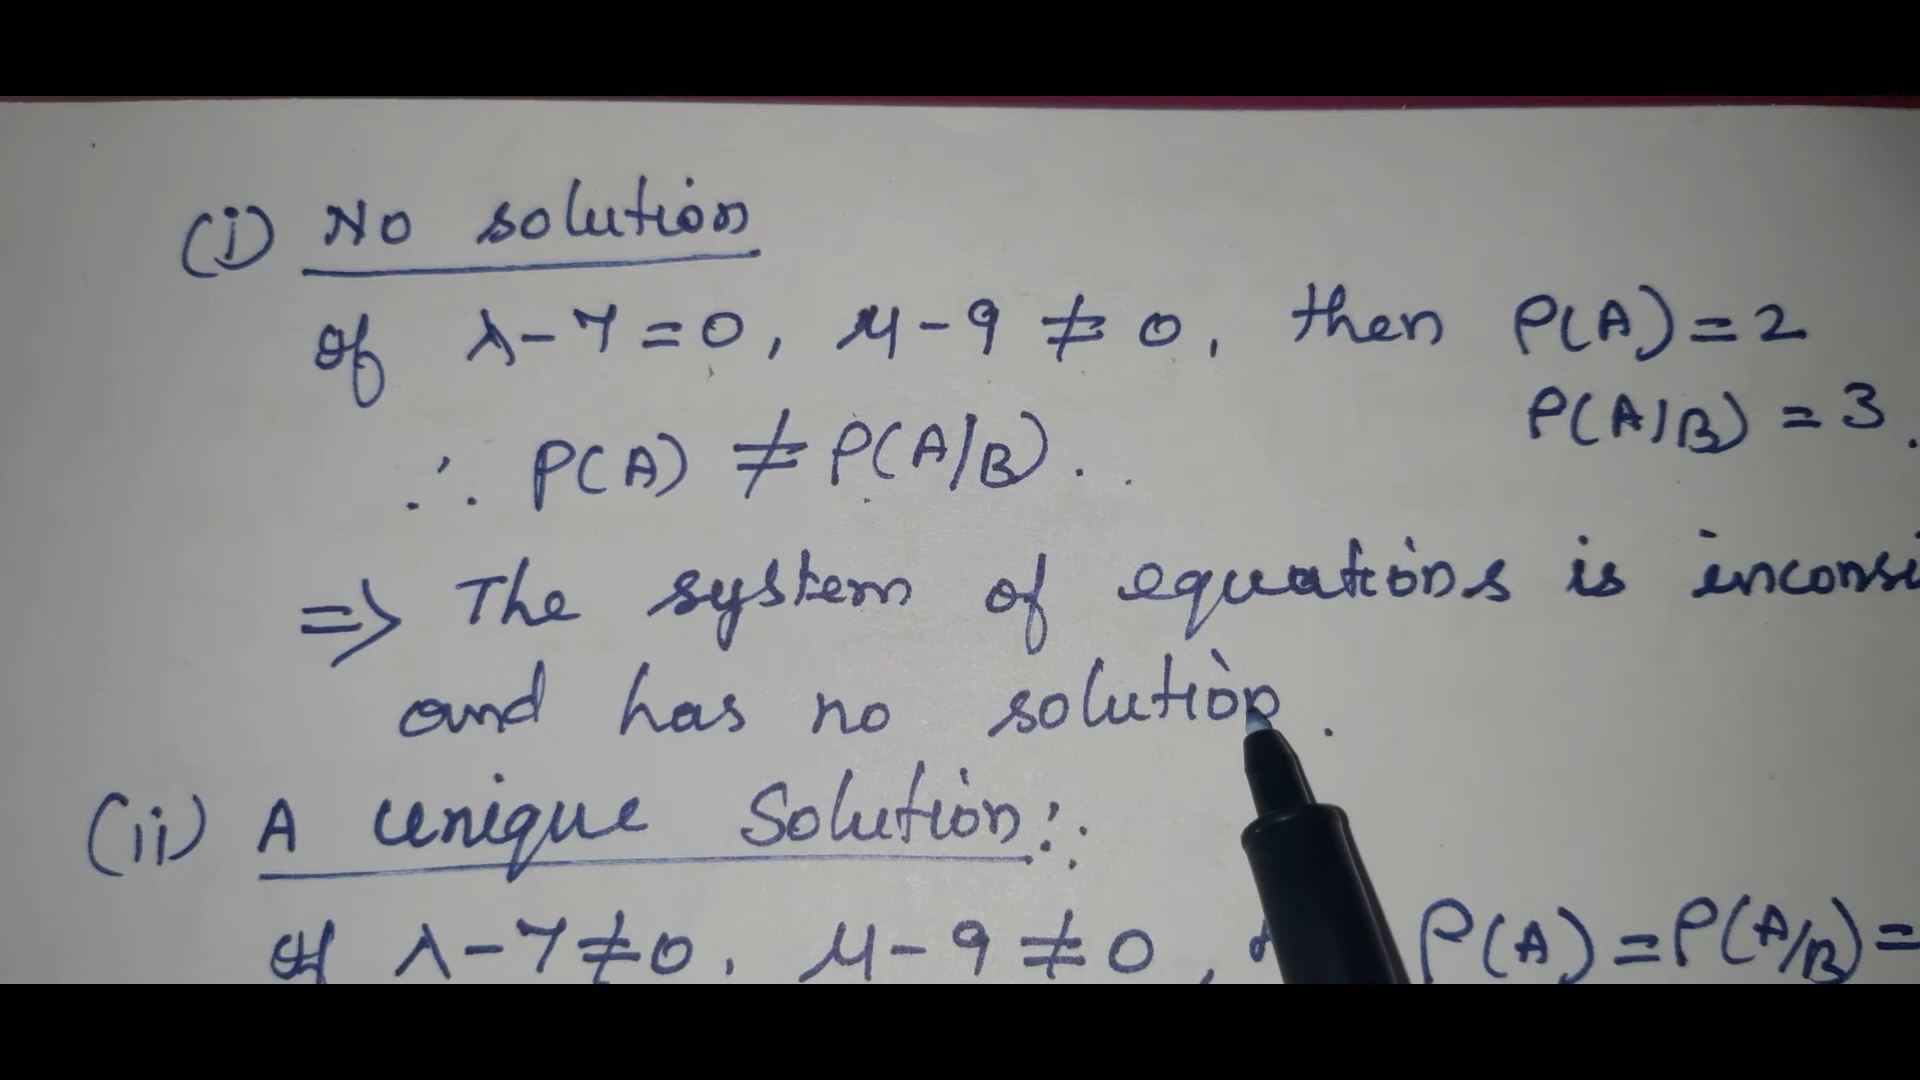 (i) No solution
If λ-7=0, μ-9 ≠ 0, then ρ(A)=2
ρ(A/B) = 3.
∴ ρ(A) ≠ ρ(A/B).
=> The system of equations is inconsi
and has no solution.
(ii) A unique Solution:
If λ-7≠0, μ-9≠0, ρ(A)=ρ(A/B)=